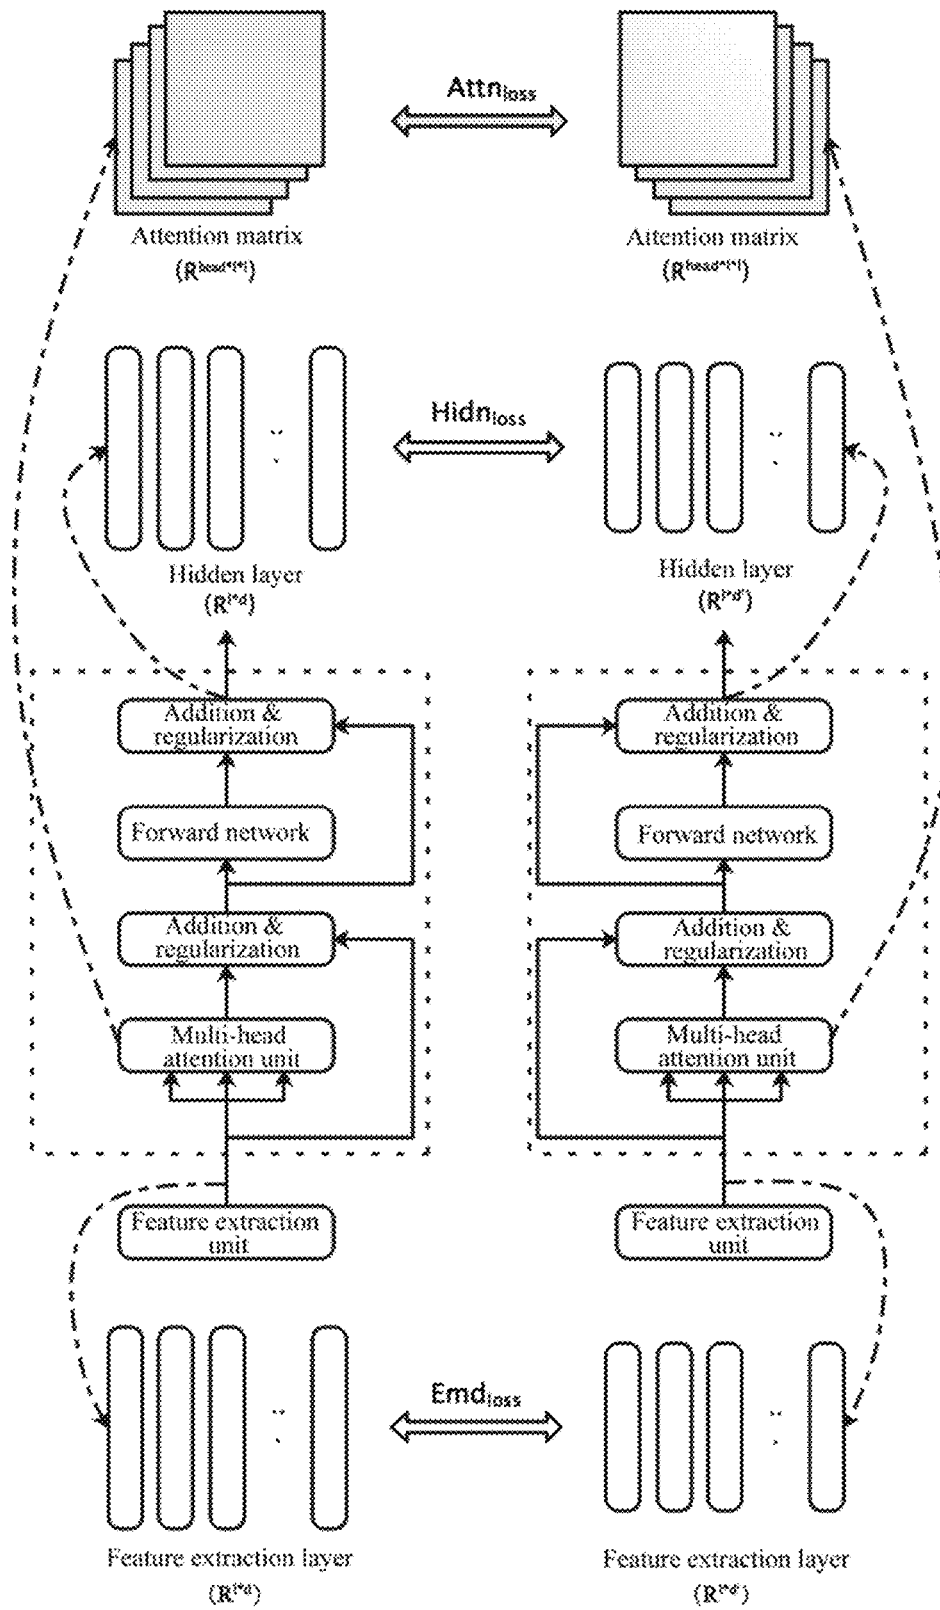 Attn_loss
Attention matrix
(R^head*l*l)
Attention matrix
(R^head*l*l)
Hidn_loss
Hidden layer
(R^l*d)
Hidden layer
(R^l*d')
Addition &
regularization
Addition &
regularization
Forward network
Forward network
Addition &
regularization
Addition &
regularization
Multi-head
attention unit
Multi-head
attention unit
Feature extraction
unit
Feature extraction
unit
Emd_loss
Feature extraction layer
(R^l*d)
Feature extraction layer
(R^l*d')